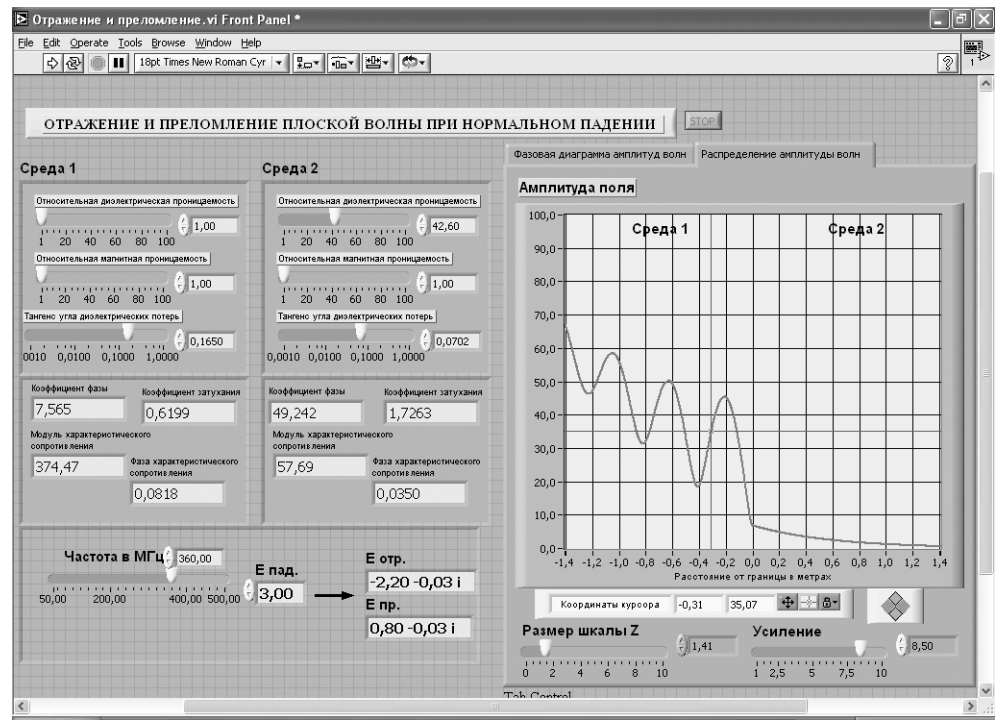 Отражение и преломление.vi Front Panel *
File Edit Operate Tools Browse Window Help
18pt Times New Roman Cyr
1
ОТРАЖЕНИЕ И ПРЕЛОМЛЕНИЕ ПЛОСКОЙ ВОЛНЫ ПРИ НОРМАЛЬНОМ ПАДЕНИИ
STOP
Среда 1
Относительная диэлектрическая проницаемость
1,00
1 20 40 60 80 100
Относительная магнитная проницаемость
1,00
1 20 40 60 80 100
Тангенс угла диэлектрических потерь
0,1650
0010 0,0100 0,1000 1,0000
Среда 2
Относительная диэлектрическая проницаемость
42,60
1 20 40 60 80 100
Относительная магнитная проницаемость
1,00
1 20 40 60 80 100
Тангенс угла диэлектрических потерь
0,0702
0,0010 0,0100 0,1000 1,0000
Коэффициент фазы
7,565
Коэффициент затухания
0,6199
Модуль характеристического
сопротивления
374,47
Фаза характеристического
сопротивления
0,0818
Коэффициент фазы
49,242
Коэффициент затухания
1,7263
Модуль характеристического
сопротивления
57,69
Фаза характеристического
сопротивления
0,0350
Частота в МГц
360,00
50,00 200,00 400,00 500,00
Е пад.
3,00
Е отр.
-2,20 -0,03 i
Е пр.
0,80 -0,03 i
Фазовая диаграмма амплитуд волн
Распределение амплитуды волн
Амплитуда поля
Среда 1
Среда 2
100,0
90,0
80,0
70,0
60,0
50,0
40,0
30,0
20,0
10,0
0,0
-1,4 -1,2 -1,0 -0,8 -0,6 -0,4 -0,2 0,0 0,2 0,4 0,6 0,8 1,0 1,2 1,4
Расстояние от границы в метрах
Координаты курсора -0,31 35,07
Размер шкалы Z
1,41
0 2 4 6 8 10
Усиление
8,50
1 2,5 5 7,5 10
Tab Control